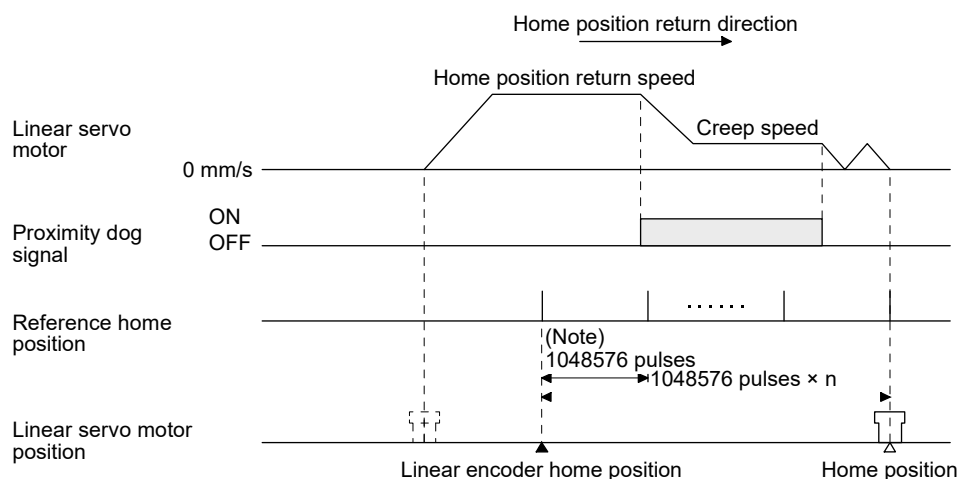 Home position return direction
Home position return speed
Linear servo
motor
Creep speed
0 mm/s
ON
OFF
Proximity dog
signal
Reference home
position
(Note)
1048576 pulses
1048576 pulses × n
Linear servo motor
position
Linear encoder home position
Home position